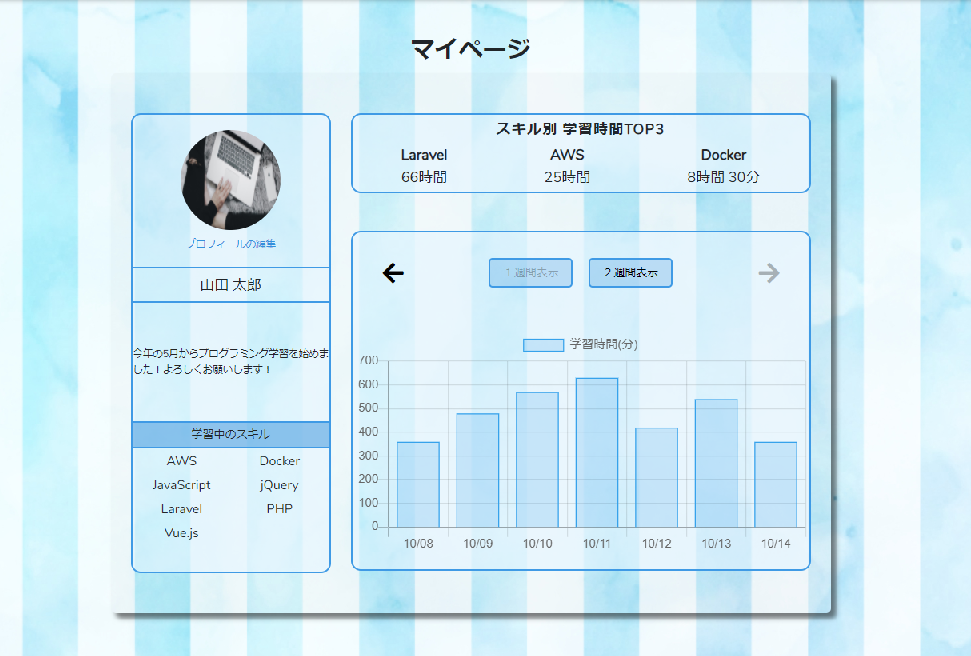 マイページ
プロフィールの編集
山田 太郎
今年の5月からプログラミング学習を始めま
した！よろしくお願いします！
学習中のスキル
AWS Docker
JavaScript jQuery
Laravel PHP
Vue.js
スキル別 学習時間TOP3
Laravel AWS Docker
66時間 25時間 8時間 30分
1週間表示 2週間表示
学習時間(分)
700
600
500
400
300
200
100
0
10/08 10/09 10/10 10/11 10/12 10/13 10/14